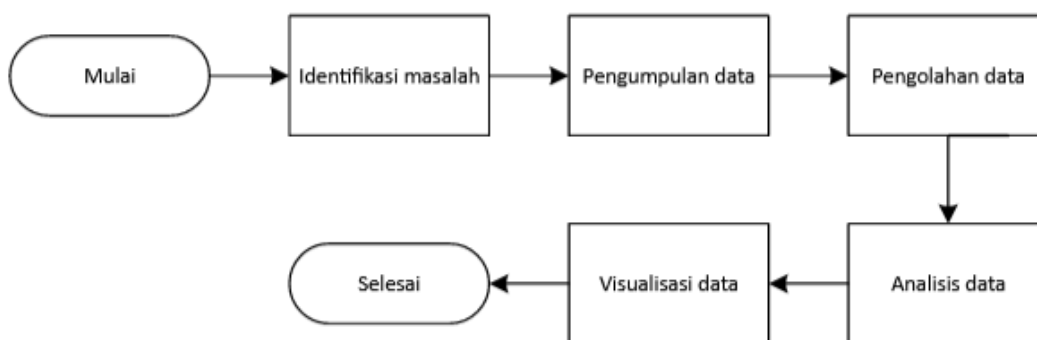 Mulai
Identifikasi masalah
Pengumpulan data
Pengolahan data
Analisis data
Visualisasi data
Selesai